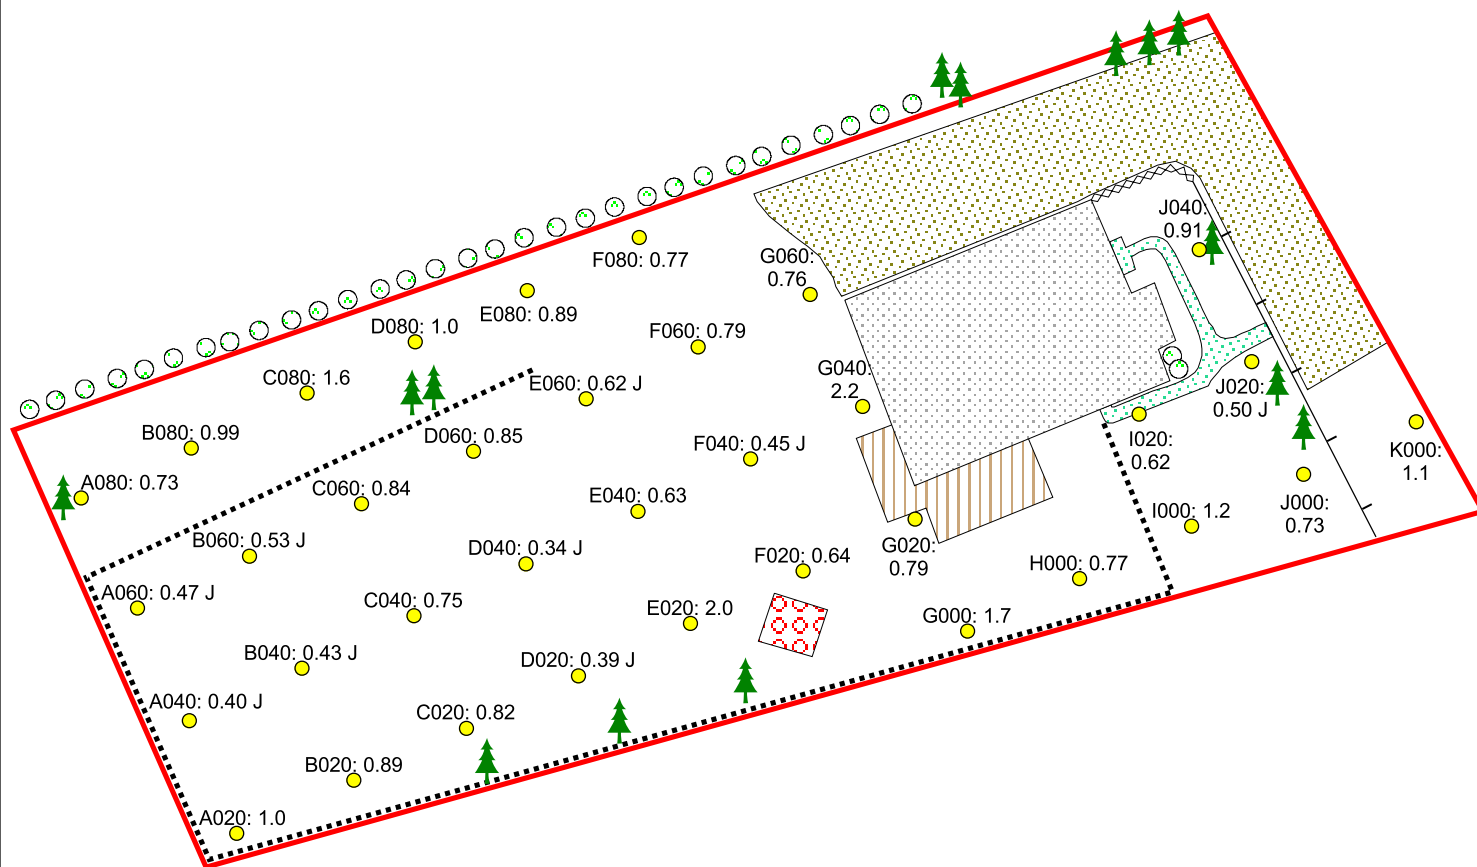 J040:
0.91
F080: 0.77
G060:
0.76
E080: 0.89
D080: 1.0
F060: 0.79
C080: 1.6
E060: 0.62 J
G040:
2.2
J020:
0.50 J
B080: 0.99
D060: 0.85
F040: 0.45 J
I020:
0.62
K000:
1.1
A080: 0.73
C060: 0.84
E040: 0.63
I000: 1.2
J000:
0.73
B060: 0.53 J
D040: 0.34 J
F020: 0.64
G020:
0.79
H000: 0.77
A060: 0.47 J
C040: 0.75
E020: 2.0
G000: 1.7
B040: 0.43 J
D020: 0.39 J
A040: 0.40 J
C020: 0.82
B020: 0.89
A020: 1.0